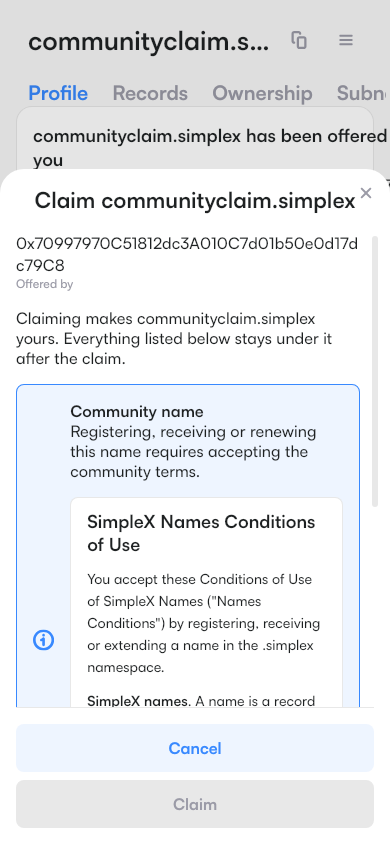 communityclaim.s...
Profile Records Ownership Subn
communityclaim.simplex has been offered
you
Claim communityclaim.simplex
0x70997970C51812dc3A010C7d01b50e0d17d
c79C8
Offered by
Claiming makes communityclaim.simplex
yours. Everything listed below stays under it
after the claim.
Community name
Registering, receiving or renewing
this name requires accepting the
community terms.
SimpleX Names Conditions
of Use
You accept these Conditions of Use
of SimpleX Names ("Names
Conditions") by registering, receiving
or extending a name in the .simplex
namespace.
SimpleX names. A name is a record
Cancel
Claim